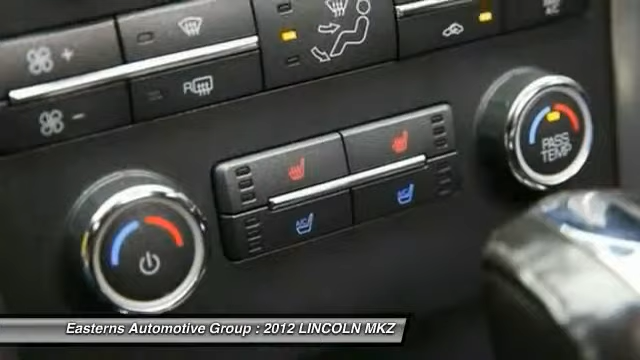 R
PASS
TEMP
A/C
A/C
Easterns Automotive Group : 2012 LINCOLN MKZ